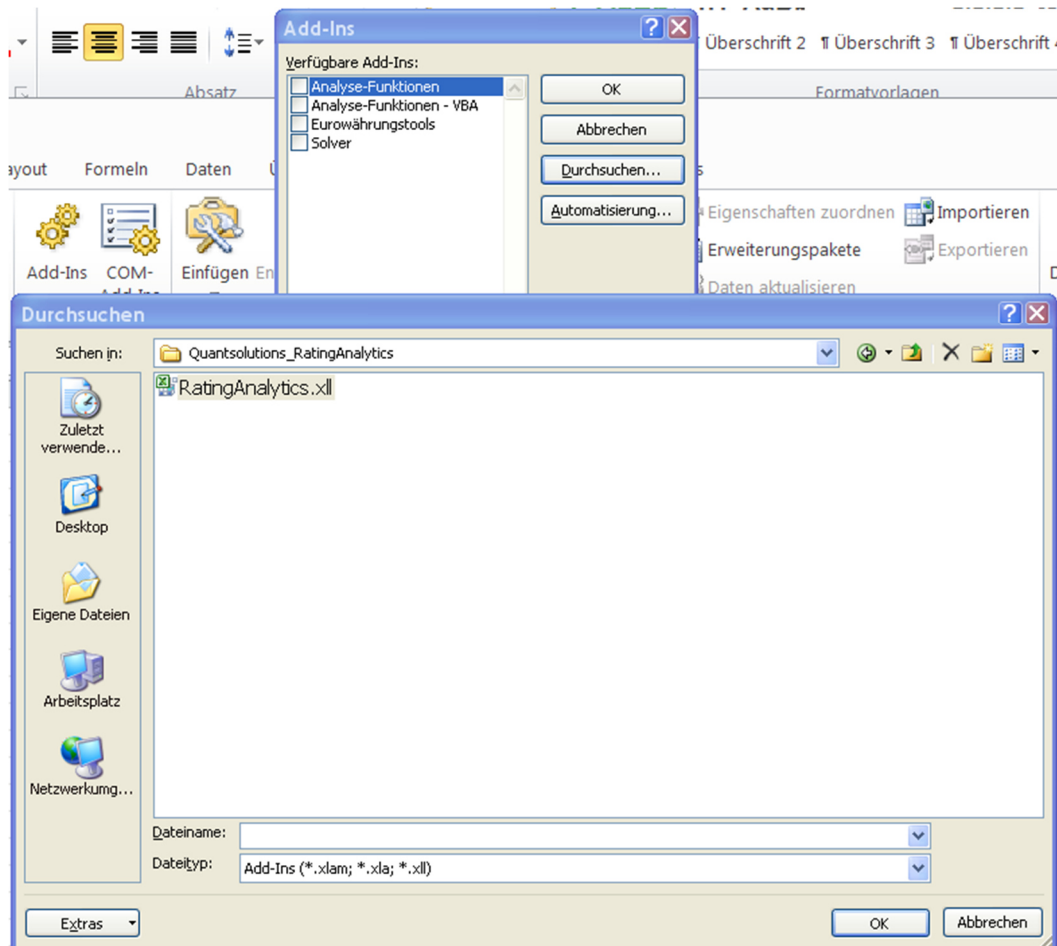 Add-Ins
Überschrift 2 ¶ Überschrift 3 ¶ Überschrift 4
Verfügbare Add-Ins:
Analyse-Funktionen
Analyse-Funktionen - VBA
Eurowährungstools
Solver
OK
Abbrechen
Durchsuchen...
Automatisierung...
Absatz
Formatvorlagen
ayout Formeln Daten
Add-Ins
COM-
Einfügen
Eigenschaften zuordnen
Importieren
Erweiterungspakete
Exportieren
Daten aktualisieren
Durchsuchen
Suchen in:
Quantsolutions_RatingAnalytics
RatingAnalytics.xll
Zuletzt
verwende...
Desktop
Eigene Dateien
Arbeitsplatz
Netzwerkumg...
Dateiname:
Dateityp:
Add-Ins (*.xlam; *.xla; *.xll)
Extras
OK
Abbrechen